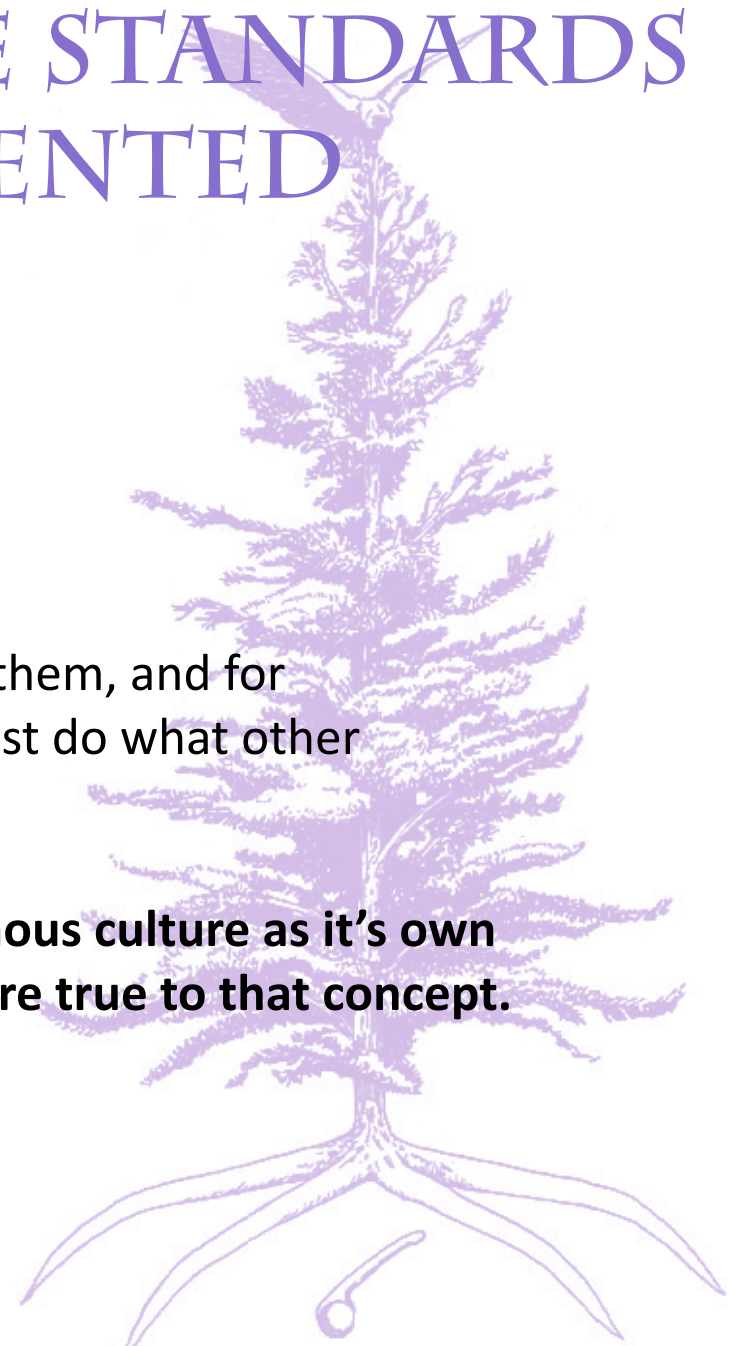 E STANDARDS
ENTED
them, and for
st do what other
ous culture as it's own
re true to that concept.